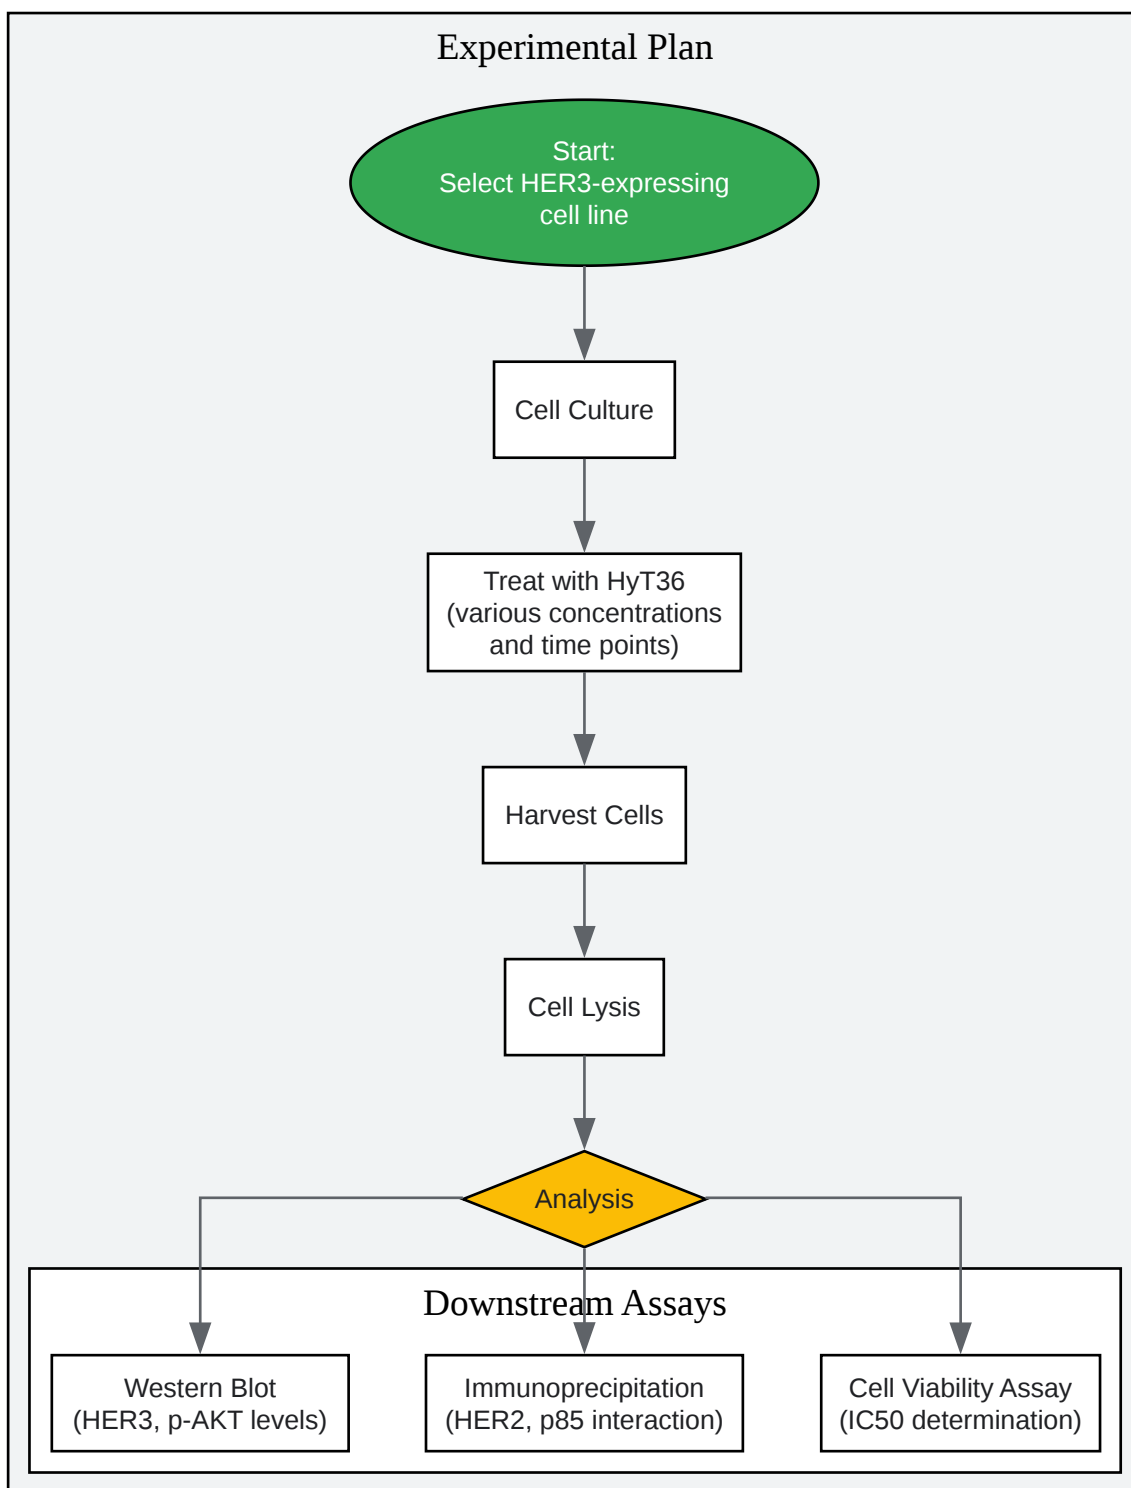 Experimental Plan
Start:
Select HER3-expressing
cell line
Cell Culture
Treat with HyT36
(various concentrations
and time points)
Harvest Cells
Cell Lysis
Analysis
Downstream Assays
Western Blot
(HER3, p-AKT levels)
Immunoprecipitation
(HER2, p85 interaction)
Cell Viability Assay
(IC50 determination)